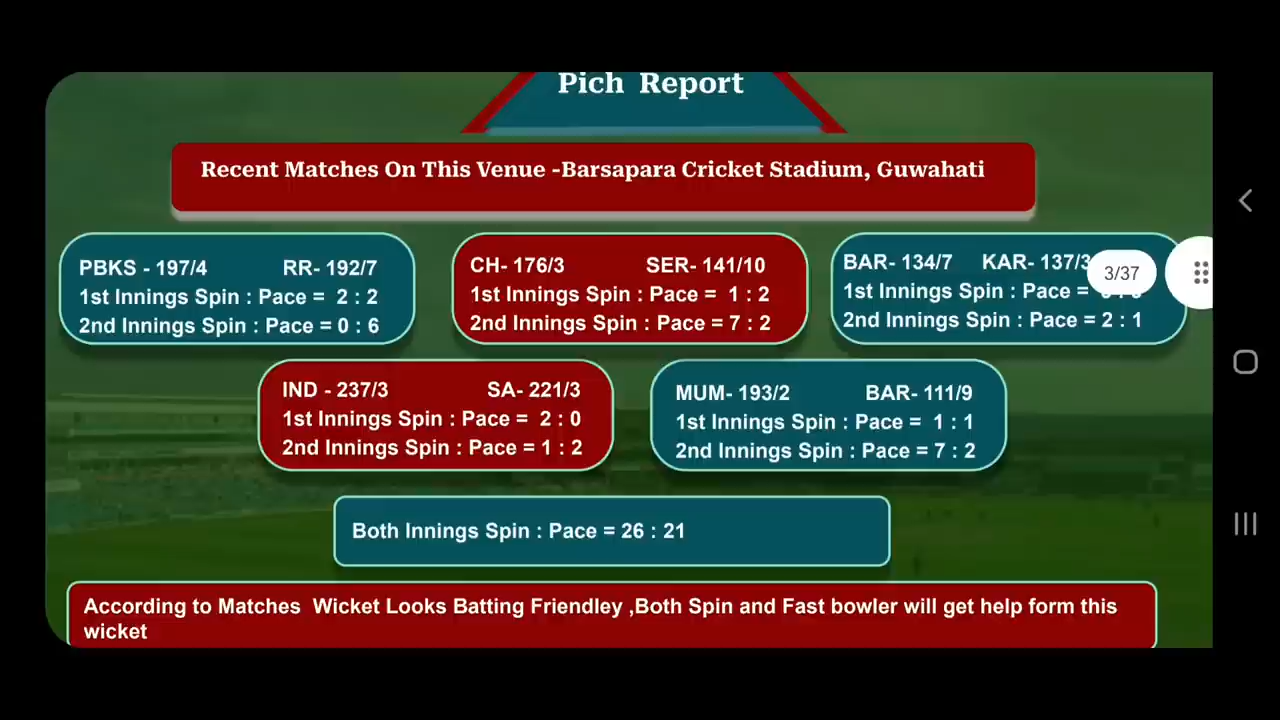 Pich Report
Recent Matches On This Venue -Barsapara Cricket Stadium, Guwahati
PBKS - 197/4 RR- 192/7
1st Innings Spin : Pace = 2 : 2
2nd Innings Spin : Pace = 0 : 6
CH- 176/3 SER- 141/10
1st Innings Spin : Pace = 1 : 2
2nd Innings Spin : Pace = 7 : 2
BAR- 134/7 KAR- 137/3
1st Innings Spin : Pace =
2nd Innings Spin : Pace = 2 : 1
3/37
IND - 237/3 SA- 221/3
1st Innings Spin : Pace = 2 : 0
2nd Innings Spin : Pace = 1 : 2
MUM- 193/2 BAR- 111/9
1st Innings Spin : Pace = 1 : 1
2nd Innings Spin : Pace = 7 : 2
Both Innings Spin : Pace = 26 : 21
According to Matches Wicket Looks Batting Friendley ,Both Spin and Fast bowler will get help form this
wicket